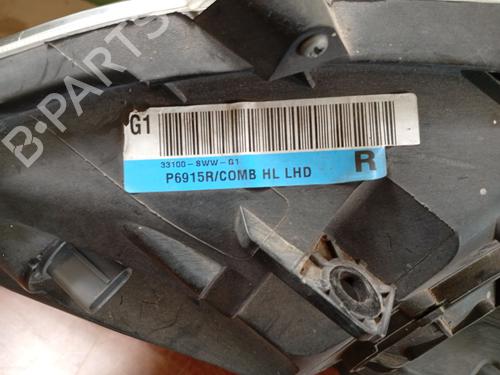 B-PARTS
G1
33100-SWW-G1
P6915R/COMB HL LHD
R